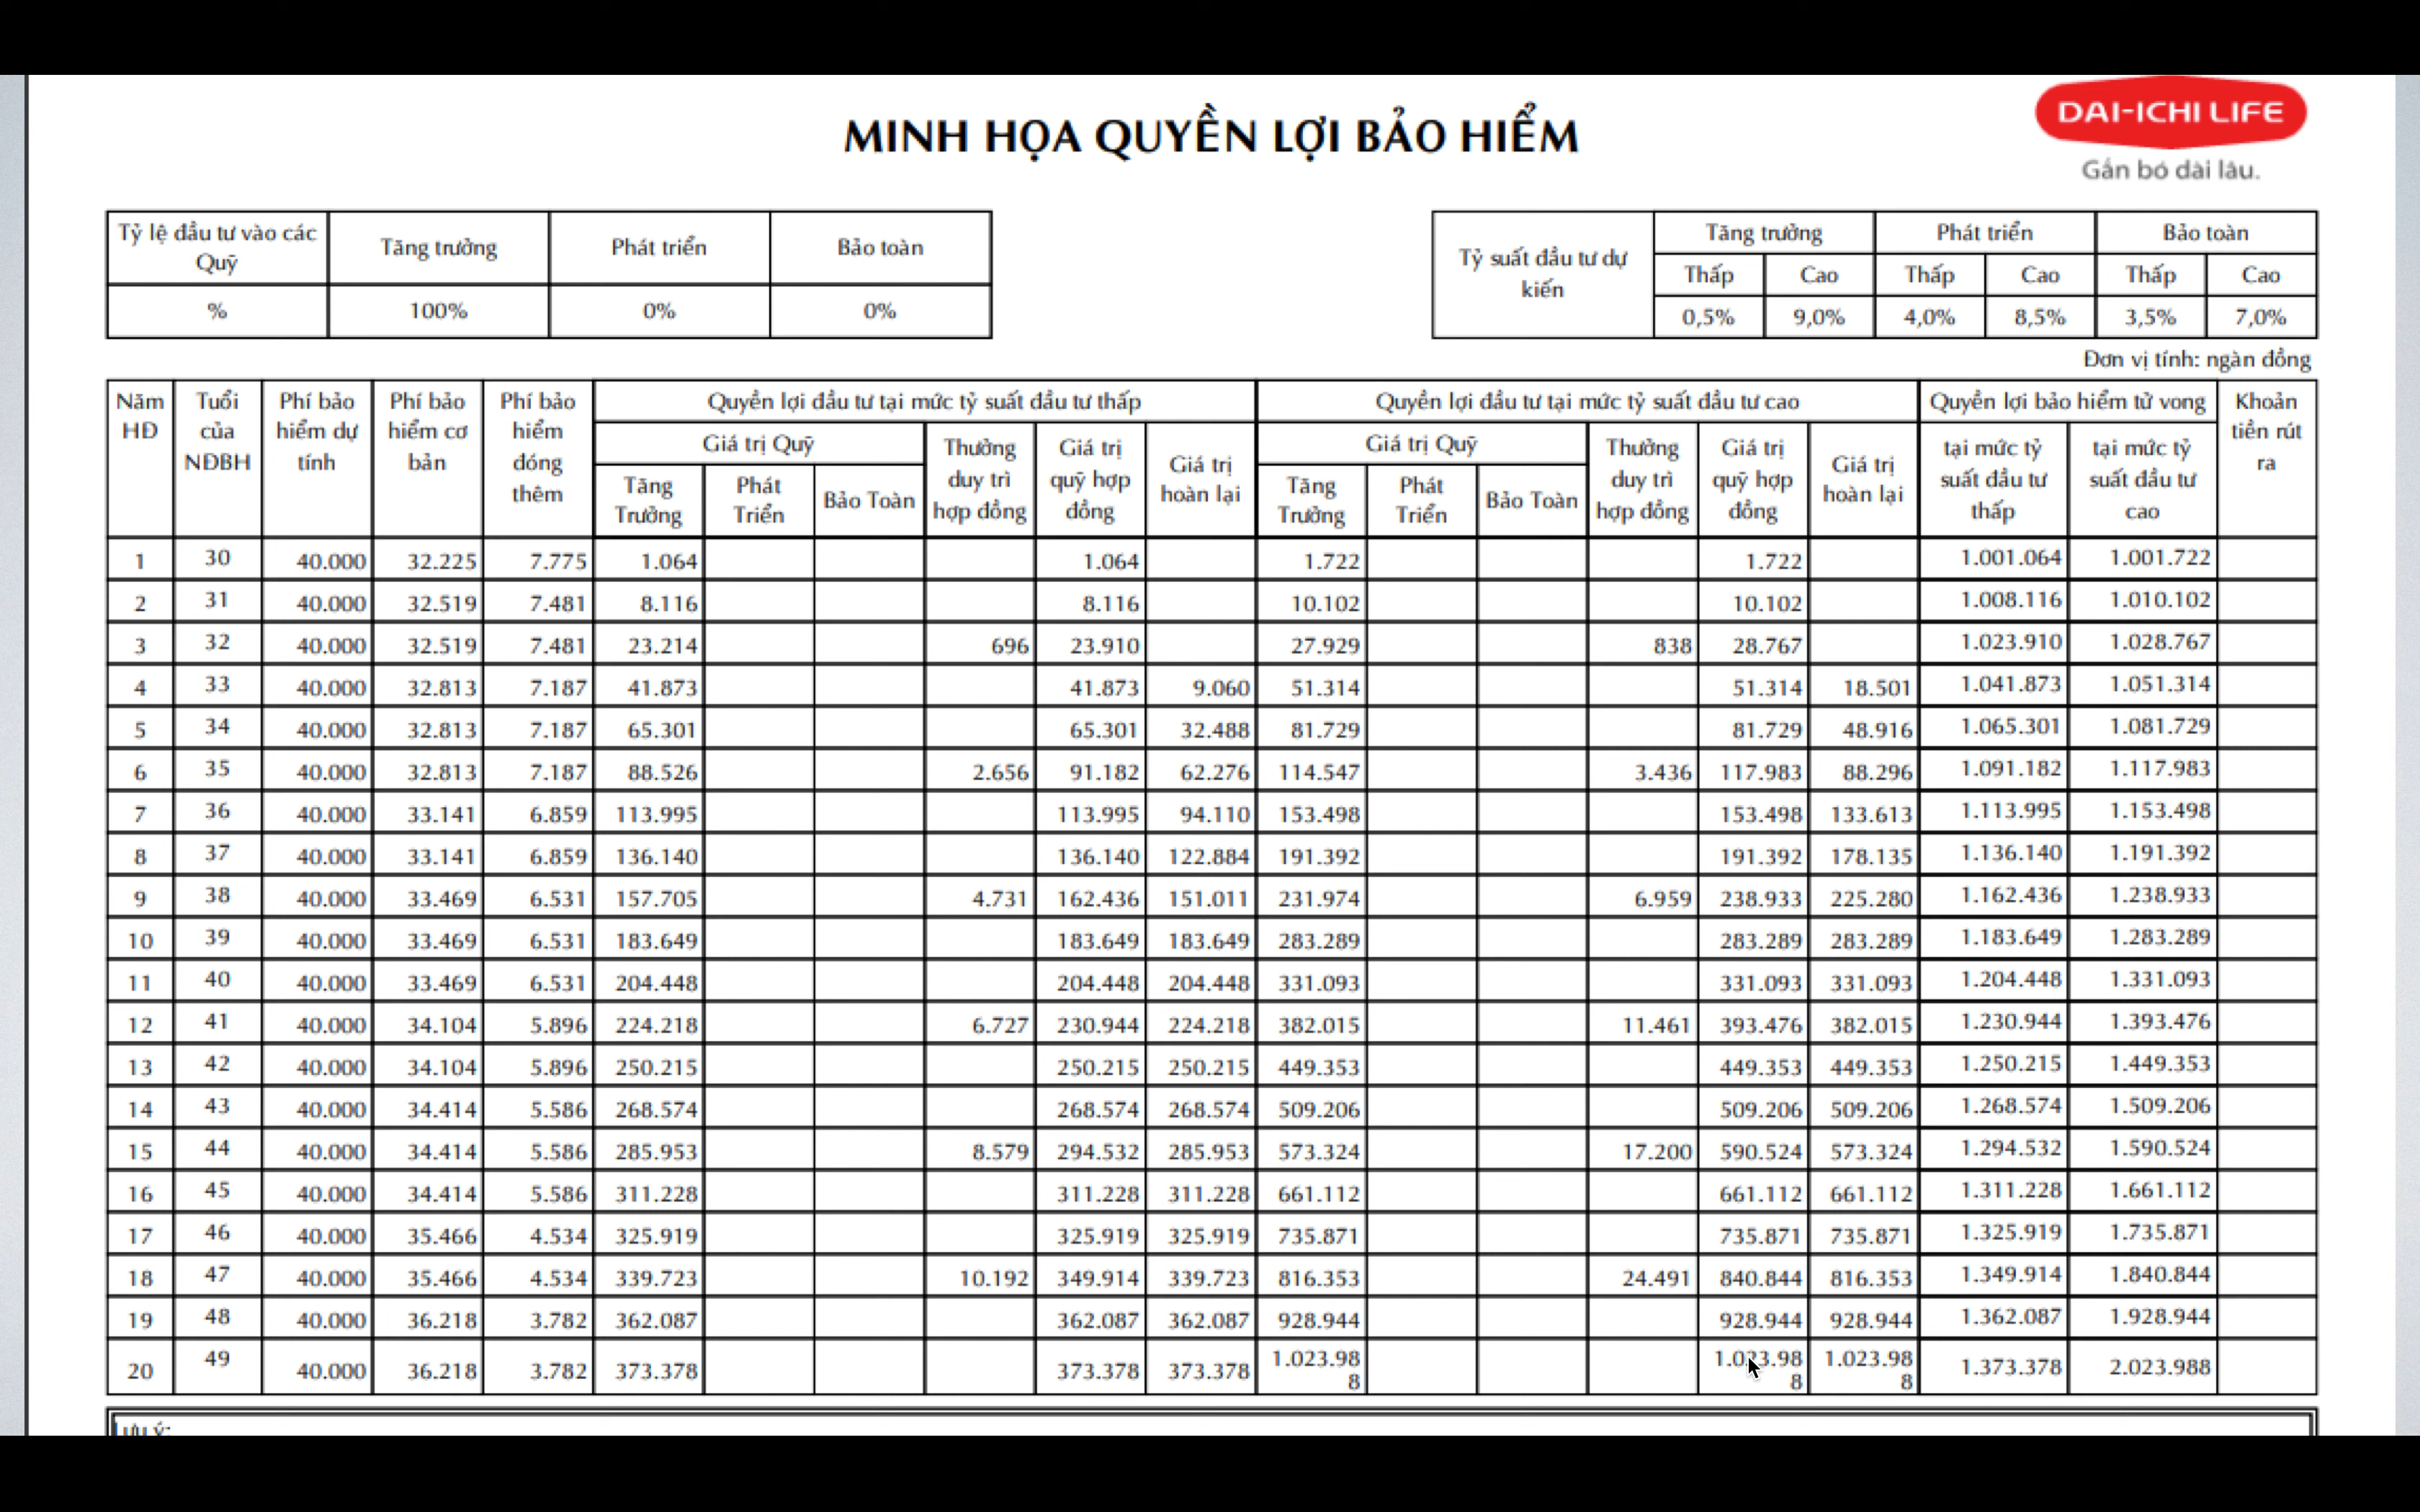 DAI-ICHI LIFE
Gắn bó dài lâu.
MINH HỌA QUYỀN LỢI BẢO HIỂM
Tỷ lệ đầu tư vào các Quỹ | Tăng trưởng | Phát triển | Bảo toàn
% | 100% | 0% | 0%
Tỷ suất đầu tư dự kiến | Tăng trưởng | Phát triển | Bảo toàn
Thấp | Cao | Thấp | Cao | Thấp | Cao
0,5% | 9,0% | 4,0% | 8,5% | 3,5% | 7,0%
Đơn vị tính: ngàn đồng
Năm HĐ | Tuổi của NĐBH | Phí bảo hiểm dự tính | Phí bảo hiểm cơ bản | Phí bảo hiểm đóng thêm | Quyền lợi đầu tư tại mức tỷ suất đầu tư thấp | Quyền lợi đầu tư tại mức tỷ suất đầu tư cao | Quyền lợi bảo hiểm tử vong | Khoản tiền rút ra
Giá trị Quỹ | Thưởng duy trì hợp đồng | Giá trị quỹ hợp đồng | Giá trị hoàn lại | Giá trị Quỹ | Thưởng duy trì hợp đồng | Giá trị quỹ hợp đồng | Giá trị hoàn lại | tại mức tỷ suất đầu tư thấp | tại mức tỷ suất đầu tư cao
Tăng Trưởng | Phát Triển | Bảo Toàn | Tăng Trưởng | Phát Triển | Bảo Toàn
1 | 30 | 40.000 | 32.225 | 7.775 | 1.064 | 1.064 | 1.722 | 1.722 | 1.001.064 | 1.001.722
2 | 31 | 40.000 | 32.519 | 7.481 | 8.116 | 8.116 | 10.102 | 10.102 | 1.008.116 | 1.010.102
3 | 32 | 40.000 | 32.519 | 7.481 | 23.214 | 696 | 23.910 | 27.929 | 838 | 28.767 | 1.023.910 | 1.028.767
4 | 33 | 40.000 | 32.813 | 7.187 | 41.873 | 41.873 | 9.060 | 51.314 | 51.314 | 18.501 | 1.041.873 | 1.051.314
5 | 34 | 40.000 | 32.813 | 7.187 | 65.301 | 65.301 | 32.488 | 81.729 | 81.729 | 48.916 | 1.065.301 | 1.081.729
6 | 35 | 40.000 | 32.813 | 7.187 | 88.526 | 2.656 | 91.182 | 62.276 | 114.547 | 3.436 | 117.983 | 88.296 | 1.091.182 | 1.117.983
7 | 36 | 40.000 | 33.141 | 6.859 | 113.995 | 113.995 | 94.110 | 153.498 | 153.498 | 133.613 | 1.113.995 | 1.153.498
8 | 37 | 40.000 | 33.141 | 6.859 | 136.140 | 136.140 | 122.884 | 191.392 | 191.392 | 178.135 | 1.136.140 | 1.191.392
9 | 38 | 40.000 | 33.469 | 6.531 | 157.705 | 4.731 | 162.436 | 151.011 | 231.974 | 6.959 | 238.933 | 225.280 | 1.162.436 | 1.238.933
10 | 39 | 40.000 | 33.469 | 6.531 | 183.649 | 183.649 | 183.649 | 283.289 | 283.289 | 283.289 | 1.183.649 | 1.283.289
11 | 40 | 40.000 | 33.469 | 6.531 | 204.448 | 204.448 | 204.448 | 331.093 | 331.093 | 331.093 | 1.204.448 | 1.331.093
12 | 41 | 40.000 | 34.104 | 5.896 | 224.218 | 6.727 | 230.944 | 224.218 | 382.015 | 11.461 | 393.476 | 382.015 | 1.230.944 | 1.393.476
13 | 42 | 40.000 | 34.104 | 5.896 | 250.215 | 250.215 | 250.215 | 449.353 | 449.353 | 449.353 | 1.250.215 | 1.449.353
14 | 43 | 40.000 | 34.414 | 5.586 | 268.574 | 268.574 | 268.574 | 509.206 | 509.206 | 509.206 | 1.268.574 | 1.509.206
15 | 44 | 40.000 | 34.414 | 5.586 | 285.953 | 8.579 | 294.532 | 285.953 | 573.324 | 17.200 | 590.524 | 573.324 | 1.294.532 | 1.590.524
16 | 45 | 40.000 | 34.414 | 5.586 | 311.228 | 311.228 | 311.228 | 661.112 | 661.112 | 661.112 | 1.311.228 | 1.661.112
17 | 46 | 40.000 | 35.466 | 4.534 | 325.919 | 325.919 | 325.919 | 735.871 | 735.871 | 735.871 | 1.325.919 | 1.735.871
18 | 47 | 40.000 | 35.466 | 4.534 | 339.723 | 10.192 | 349.914 | 339.723 | 816.353 | 24.491 | 840.844 | 816.353 | 1.349.914 | 1.840.844
19 | 48 | 40.000 | 36.218 | 3.782 | 362.087 | 362.087 | 362.087 | 928.944 | 928.944 | 928.944 | 1.362.087 | 1.928.944
20 | 49 | 40.000 | 36.218 | 3.782 | 373.378 | 373.378 | 373.378 | 1.023.988 | 1.023.988 | 1.023.988 | 1.373.378 | 2.023.988
Lưu ý: